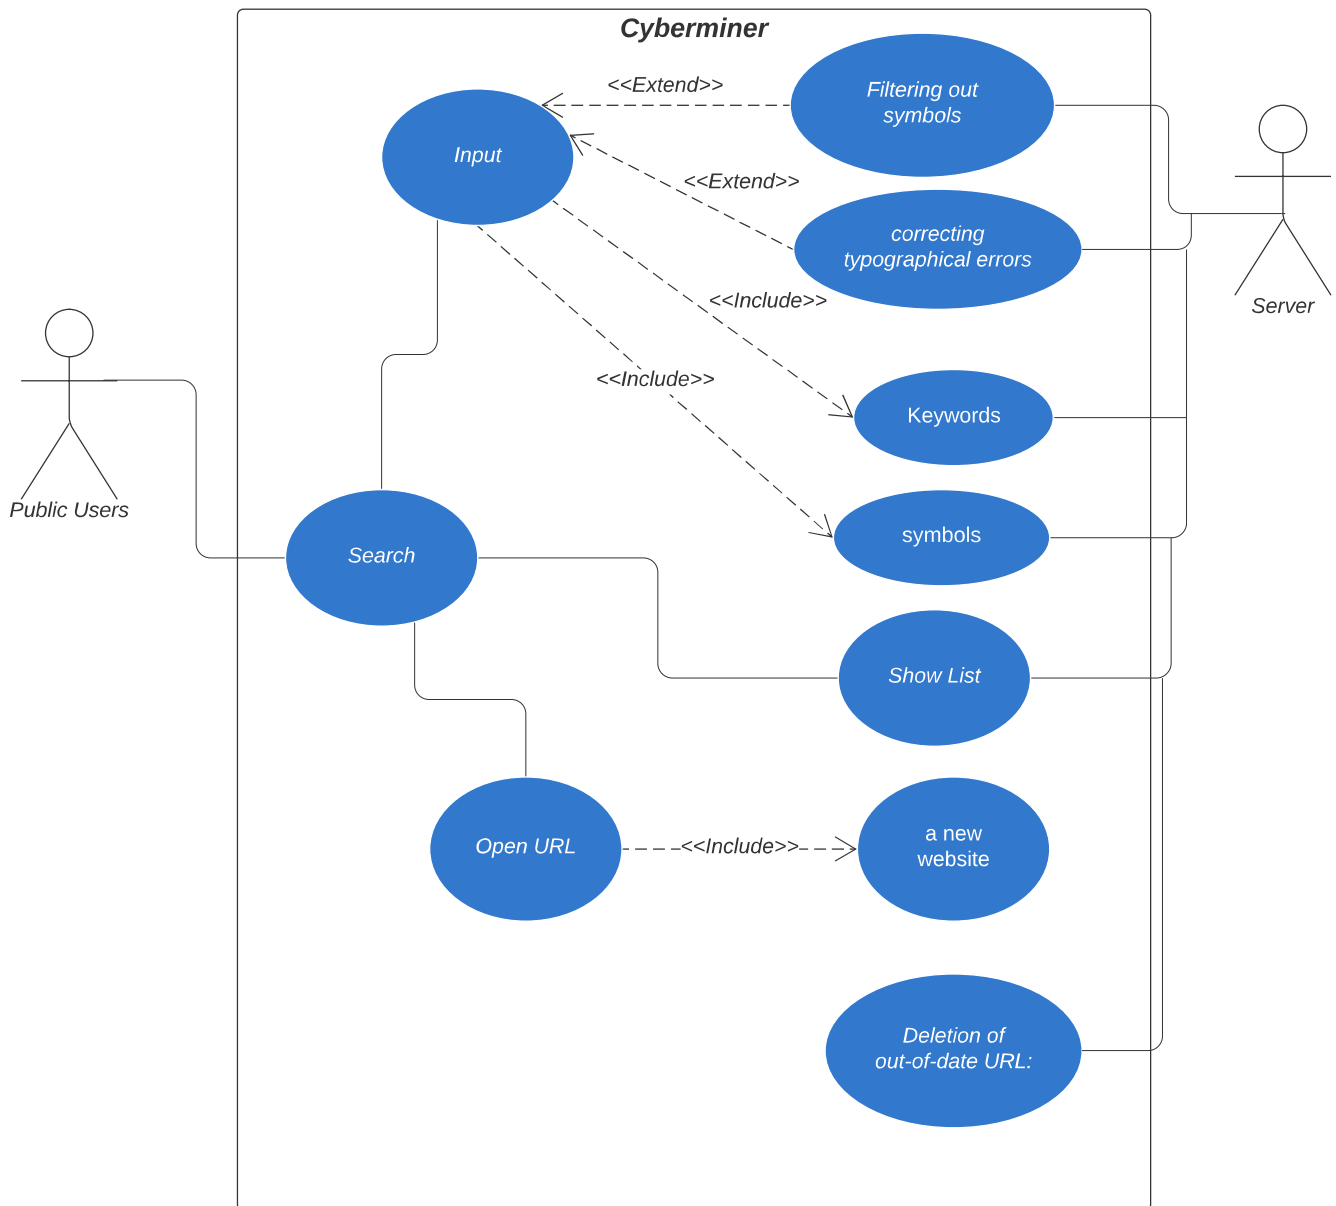 Cyberminer
<<Extend>>
Filtering out
symbols
Input
<<Extend>>
correcting
typographical errors
<<Include>>
Server
<<Include>>
Keywords
Public Users
symbols
Search
Show List
Open URL
<<Include>>
a new
website
Deletion of
out-of-date URL: